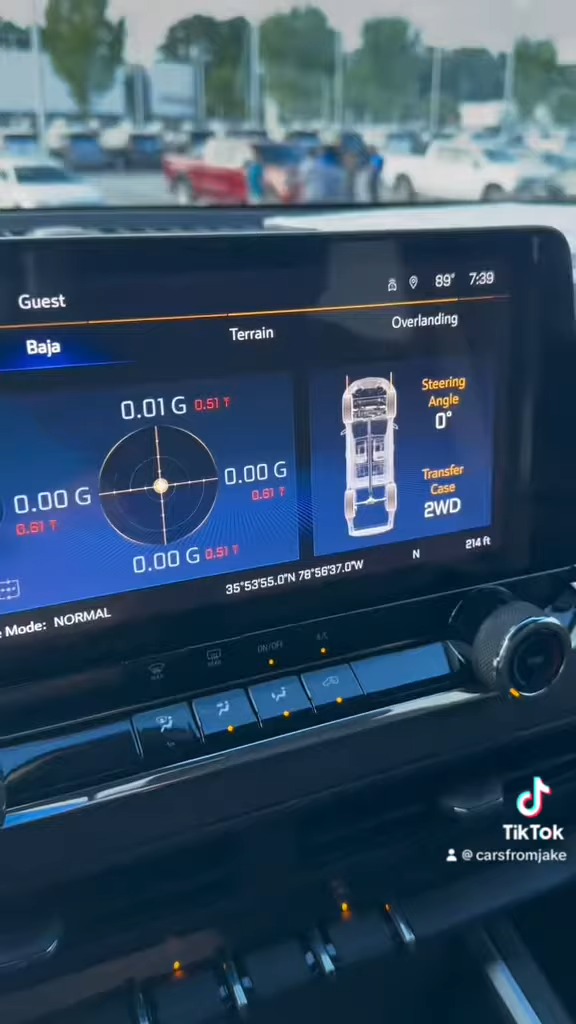 Guest
89° 7:39
Baja
Terrain
Overlanding
0.01 G 0.51 T
0.00 G
0.61 T
0.00 G
0.61 T
0.00 G 0.51 T
Steering
Angle
0°
Transfer
Case
2WD
35°53'55.0"N 78°56'37.0"W
N
214 ft
Mode: NORMAL
ON/OFF
A/C
TikTok
@carsfromjake